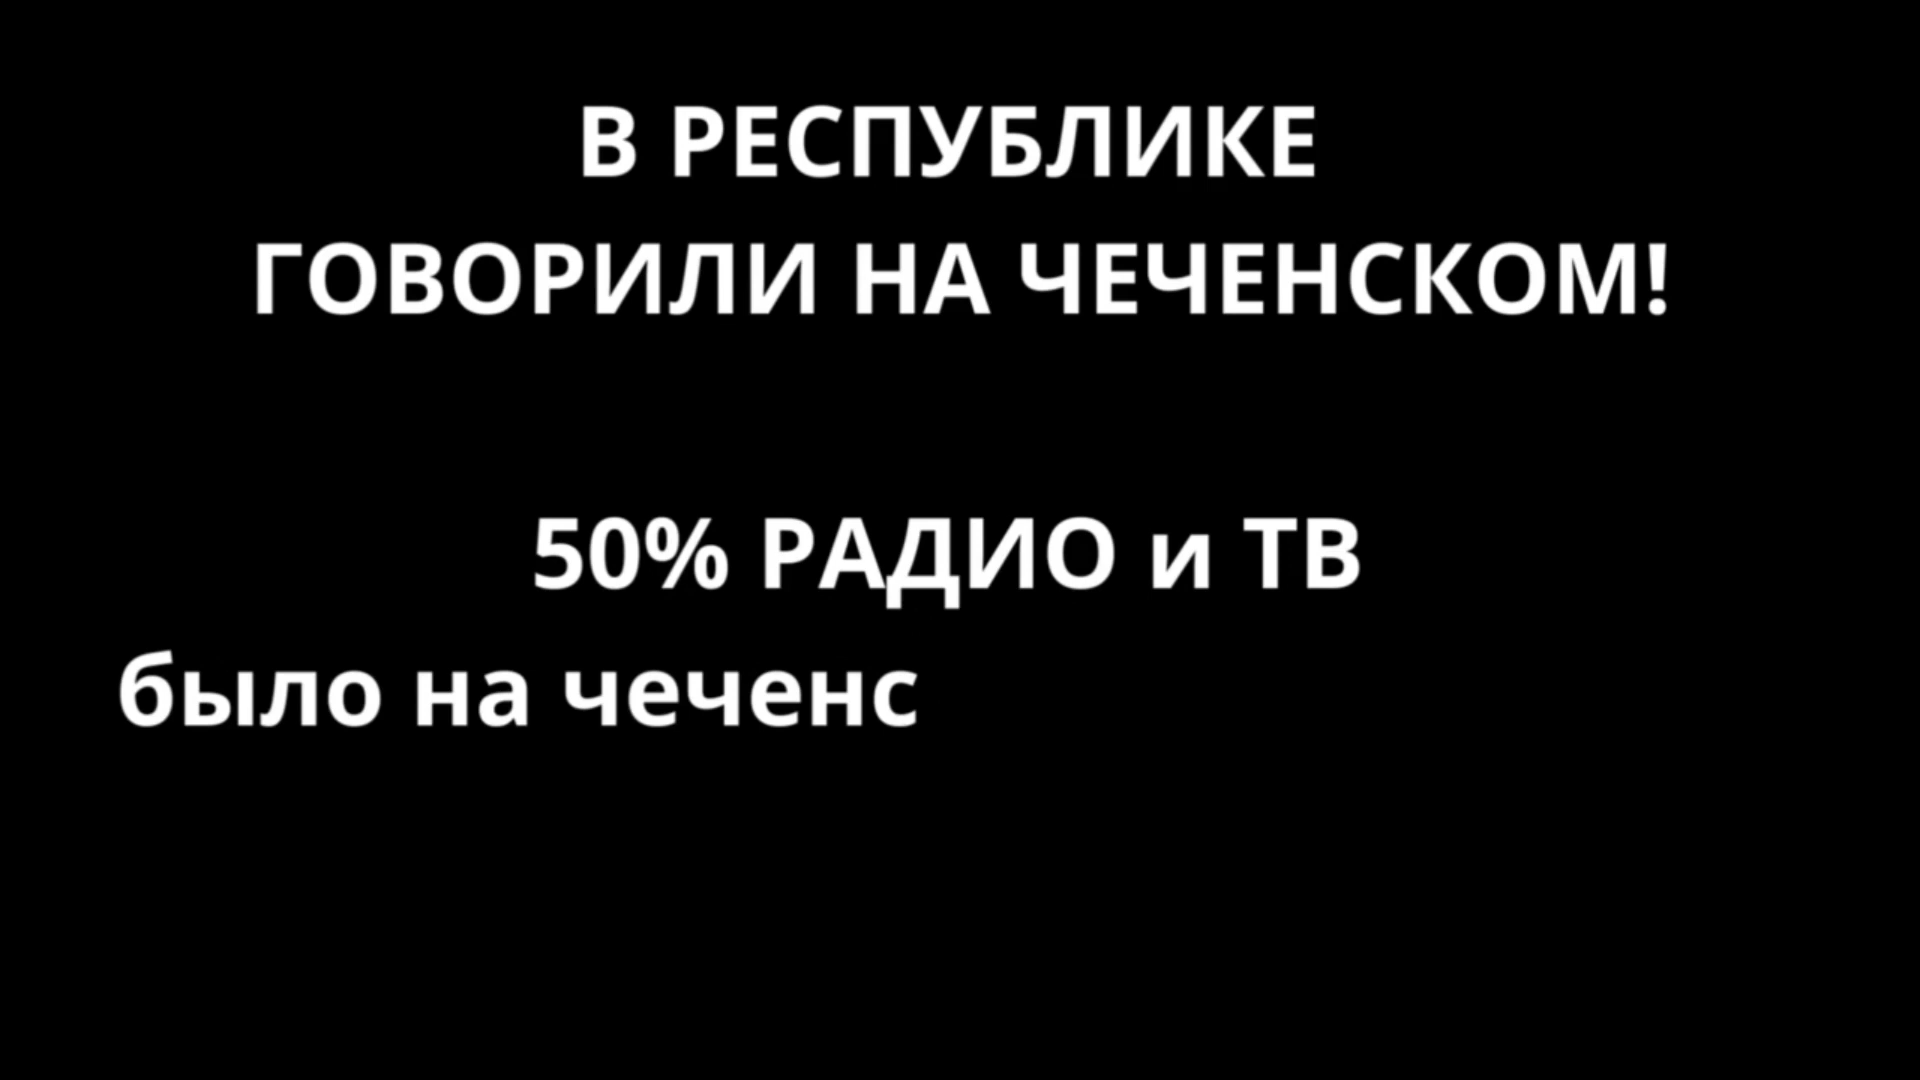 В РЕСПУБЛИКЕ
ГОВОРИЛИ НА ЧЕЧЕНСКОМ!
50% РАДИО и ТВ
было на чеченс